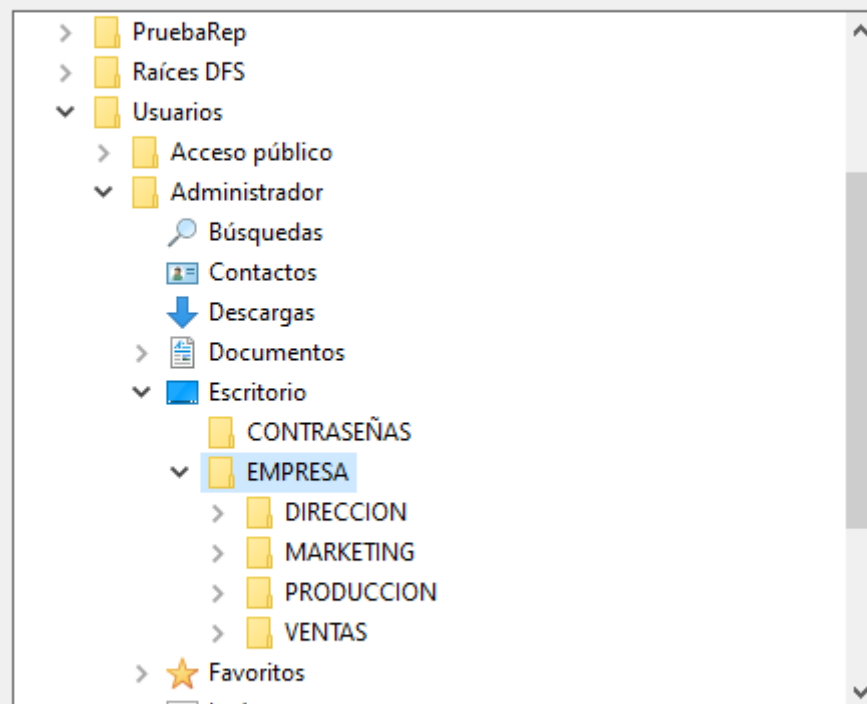 PruebaRep
Raíces DFS
Usuarios
Acceso público
Administrador
Búsquedas
Contactos
Descargas
Documentos
Escritorio
CONTRASEÑAS
EMPRESA
DIRECCION
MARKETING
PRODUCCION
VENTAS
Favoritos